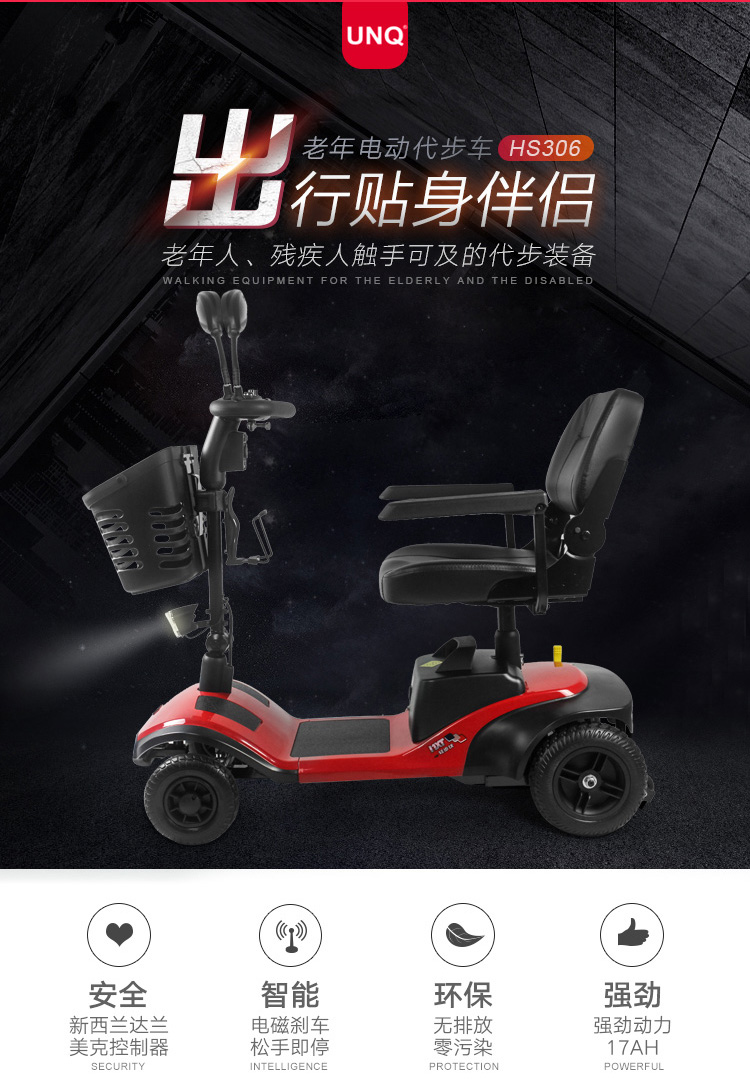 UNQ®
老年电动代步车 HS306
出行贴身伴侣
老年人、残疾人触手可及的代步装备
WALKING EQUIPMENT FOR THE ELDERLY AND THE DISABLED
HXT
安全
新西兰达兰
美克控制器
SECURITY
智能
电磁刹车
松手即停
INTELLIGENCE
环保
无排放
零污染
PROTECTION
强劲
强劲动力
17AH
POWERFUL